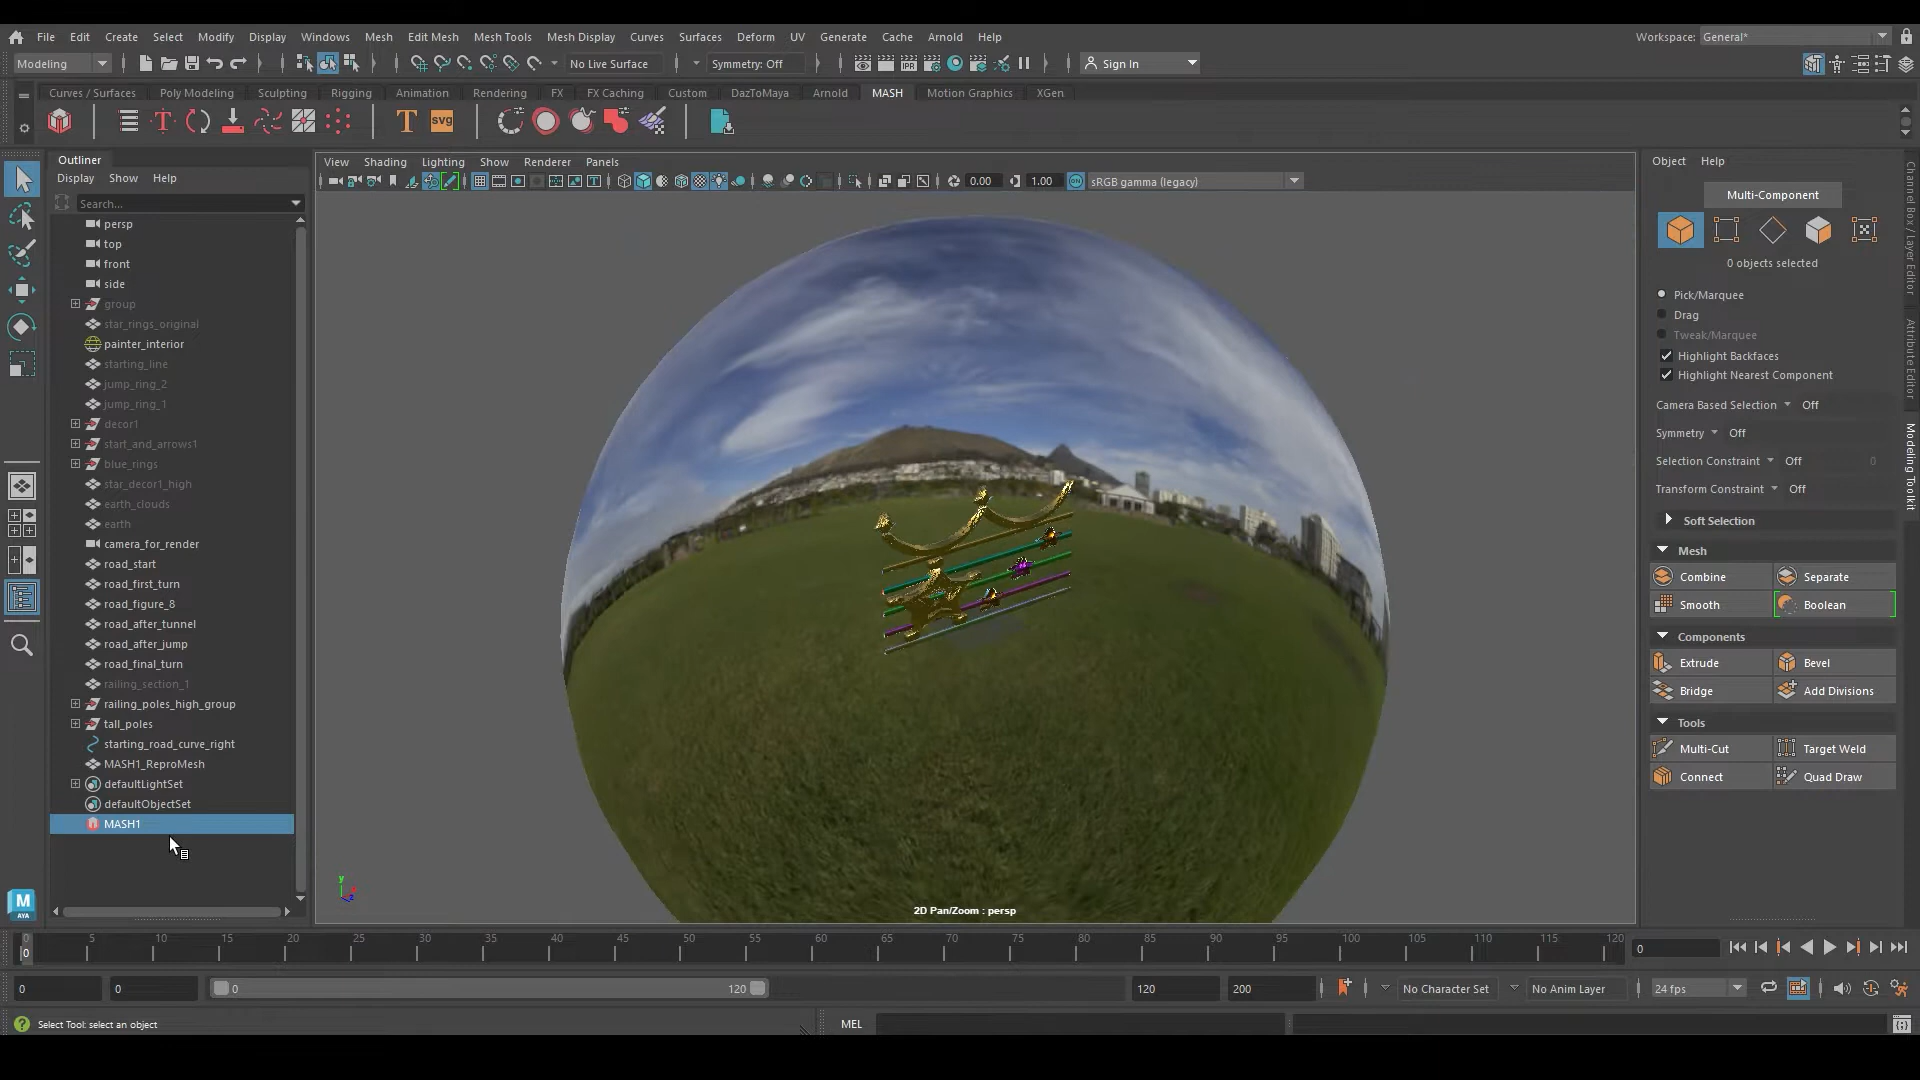 File Edit Create Select Modify Display Windows Mesh Edit Mesh Mesh Tools Mesh Display Curves Surfaces Deform UV Generate Cache Arnold Help Workspace: General*
Modeling No Live Surface Symmetry: Off Sign In
Curves / Surfaces Poly Modeling Sculpting Rigging Animation Rendering FX FX Caching Custom DazToMaya Arnold MASH Motion Graphics XGen
T T SVG
IPR
Outliner
Display Show Help
Search...
persp
top
front
side
group
star_rings_original
painter_interior
starting_line
jump_ring_2
jump_ring_1
decor1
start_and_arrows1
blue_rings
star_decor1_high
earth_clouds
earth
camera_for_render
road_start
road_first_turn
road_figure_8
road_after_tunnel
road_after_jump
road_final_turn
railing_section_1
railing_poles_high_group
tall_poles
starting_road_curve_right
MASH1_ReproMesh
defaultLightSet
defaultObjectSet
MASH1
View Shading Lighting Show Renderer Panels
0.00 1.00 ON sRGB gamma (legacy)
y
x
z
2D Pan/Zoom : persp
Object Help
Multi-Component
0 objects selected
Pick/Marquee
Drag
Tweak/Marquee
Highlight Backfaces
Highlight Nearest Component
Camera Based Selection Off
Symmetry Off
Selection Constraint Off 0
Transform Constraint Off
Soft Selection
Mesh
Combine Separate
Smooth Boolean
Components
Extrude Bevel
Bridge Add Divisions
Tools
Multi-Cut Target Weld
Connect Quad Draw
Channel Box / Layer Editor
Attribute Editor
Modeling Toolkit
M
AYA
0 5 10 15 20 25 30 35 40 45 50 55 60 65 70 75 80 85 90 95 100 105 110 115 120
0 0
0 0 0 120 120 200 No Character Set No Anim Layer 24 fps
Select Tool: select an object MEL